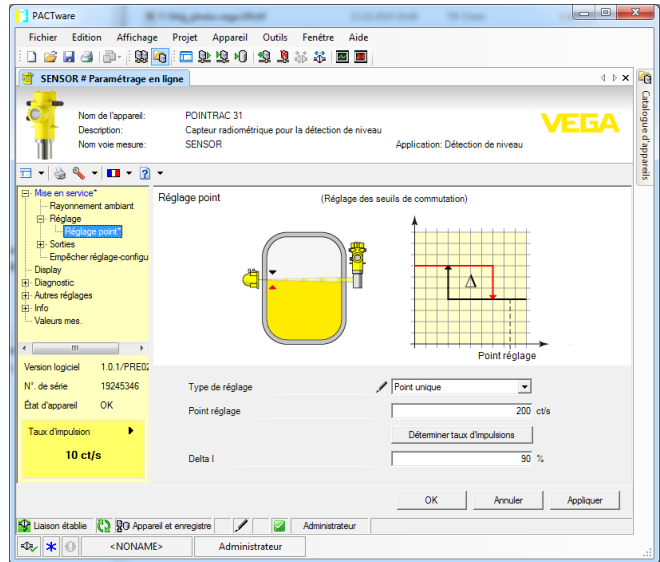 PACTware
Fichier Edition Affichage Projet Appareil Outils Fenêtre Aide
SENSOR # Paramétrage en ligne
Catalogue d'appareils
Nom de l'appareil: POINTRAC 31
Description: Capteur radiométrique pour la détection de niveau
Nom voie mesure: SENSOR
Application: Détection de niveau
VEGA
Mise en service*
Rayonnement ambiant
Réglage
Réglage point*
Sorties
Empêcher réglage-configu
Display
Diagnostic
Autres réglages
Info
Valeurs mes.
Version logiciel 1.0.1/PRE02
N°. de série 19245346
État d'appareil OK
Taux d'impulsion
10 ct/s
Réglage point (Réglage des seuils de commutation)
Δ
Point réglage
Type de réglage Point unique
Point réglage 200 ct/s
Déterminer taux d'impulsions
Delta I 90 %
OK Annuler Appliquer
Liaison établie Appareil et enregistre Administrateur
<NONAME> Administrateur